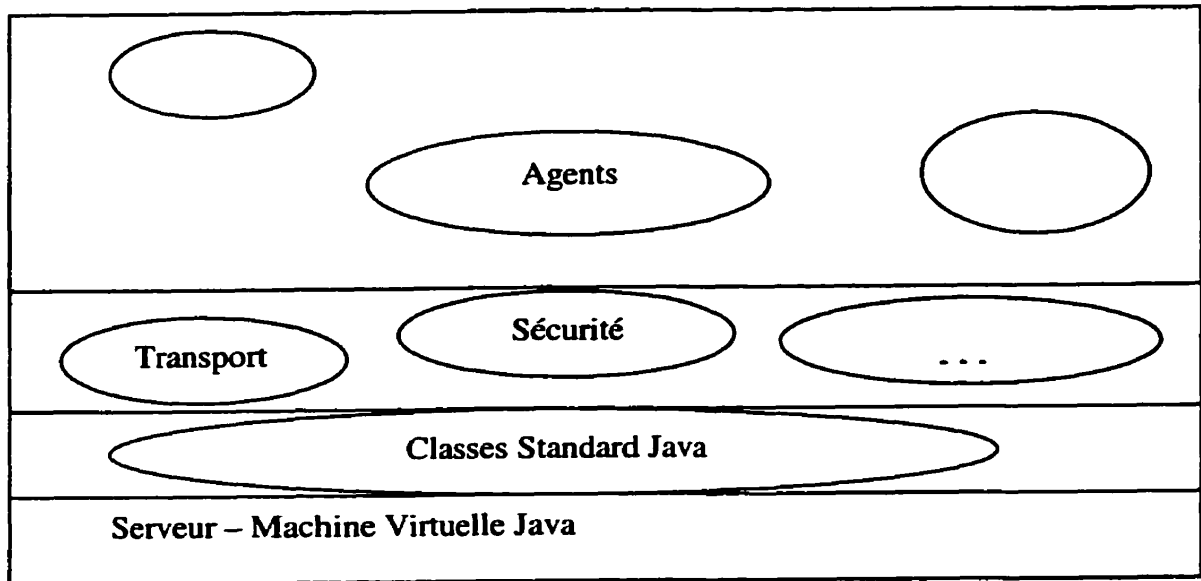 Agents
Sécurité
Transport
...
Classes Standard Java
Serveur – Machine Virtuelle Java